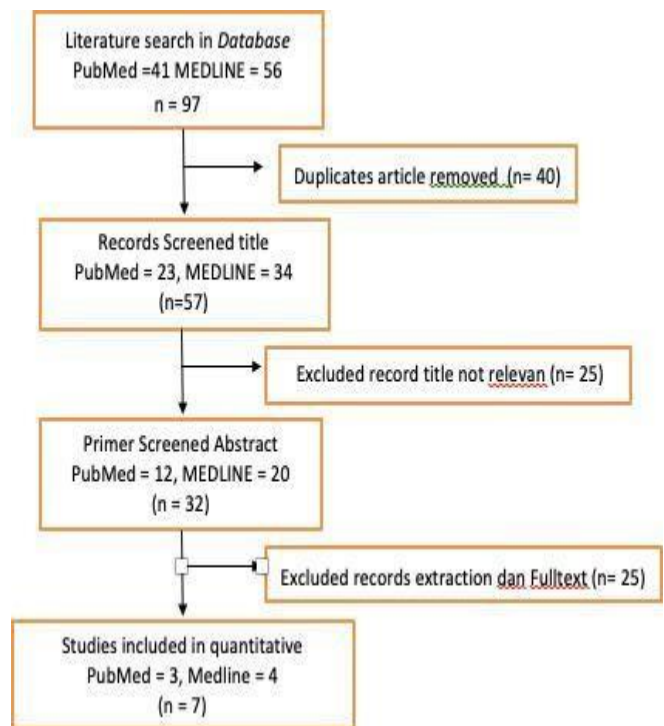 Literature search in Database
PubMed =41 MEDLINE = 56
n = 97
Duplicates article removed (n= 40)
Records Screened title
PubMed = 23, MEDLINE = 34
(n=57)
Excluded record title not relevan (n= 25)
Primer Screened Abstract
PubMed = 12, MEDLINE = 20
(n = 32)
Excluded records extraction dan Fulltext (n= 25)
Studies included in quantitative
PubMed = 3, Medline = 4
(n = 7)